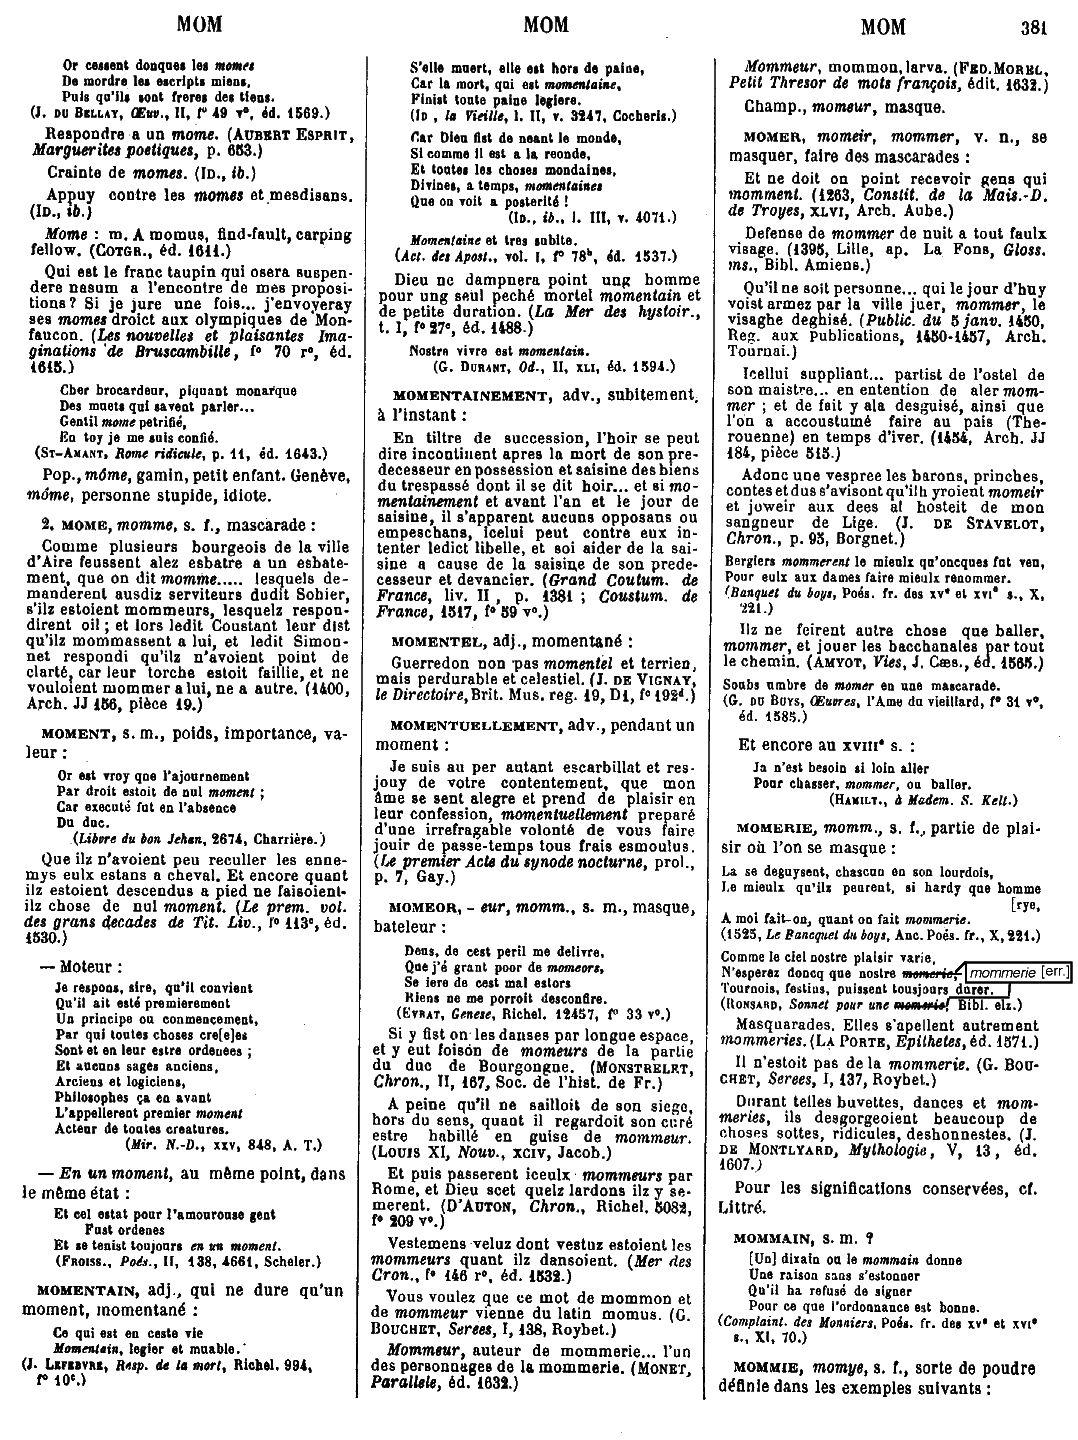 MOM
MOM
MOM
381
Or cessent donques les momes
De mordre les escripts miens,
Puis qu'ils sont freres des tiens.
(J. DU BELLAY, Œuv., II, f° 49 v°, éd. 1569.)
Respondre a un mome. (AUBERT ESPRIT,
Marguerites poetiques, p. 653.)
Crainte de momes. (ID., ib.)
Appuy contre les momes et mesdisans.
(ID., ib.)
Mome : m. A momus, find-fault, carping
fellow. (COTGR., éd. 1611.)
Qui est le franc taupin qui osera suspen-
dere nasum a l'encontre de mes proposi-
tions ? Si je jure une fois... j'envoyeray
ses momes droict aux olympiques de Mon-
faucon. (Les nouvelles et plaisantes Ima-
ginations de Bruscambille, f° 70 r°, éd.
1615.)
Cher brocardeur, piquant monarque
Des muets qui savent parler...
Gentil mome petrifié,
En toy je me suis confié.
(ST-AMANT, Rome ridicule, p. 11, éd. 1643.)
Pop., môme, gamin, petit enfant. Genève,
môme, personne stupide, idiote.
2. MOME, momme, s. f., mascarade :
Comme plusieurs bourgeois de la ville
d'Aire feussent alez esbatre a un esbate-
ment, que on dit momme..... lesquels de-
manderent ausdiz serviteurs dudit Sohier,
s'ilz estoient mommeurs, lesquelz respon-
dirent oil ; et lors ledit Coustant leur dist
qu'ilz mommassent a lui, et ledit Simon-
net respondi qu'ilz n'avoient point de
clarté, car leur torche estoit faillie, et ne
vouloient mommer a lui, ne a autre. (1400,
Arch. JJ 156, pièce 19.)
MOMENT, s. m., poids, importance, va-
leur :
Or est vroy que l'ajournement
Par droit estoit de nul moment ;
Car executé fut en l'absence
Du duc.
(Libvre du bon Jehan, 2674, Charrière.)
Que ilz n'avoient peu reculler les enne-
mys eulx estans a cheval. Et encore quant
ilz estoient descendus a pied ne faisoient-
ilz chose de nul moment. (Le prem. vol.
des grans decades de Tit. Liv., f° 113c, éd.
1530.)
— Moteur :
Je respons, sire, qu'il convient
Qu'il ait esté premierement
Un principe ou conmencement,
Par qui toutes choses cre[e]es
Sont et en leur estre ordenees ;
Et aucuns sages anciens,
Arciens et logiciens,
Philosophes ça en avant
L'appellerent premier moment
Acteur de toutes creatures.
(Mir. N.-D., XXV, 848, A. T.)
— En un moment, au même point, dans
le même état :
Et cel estat pour l'amourouse gent
Fust ordenes
Et se tenist toujours en un moment.
(FROISS., Poés., II, 138, 4661, Scheler.)
MOMENTAIN, adj., qui ne dure qu'un
moment, momentané :
Ce qui est en ceste vie
Momentain, legier et muable.
(J. LEFEBVRE, Resp. de la mort, Richel. 994,
f° 10c.)
S'elle muert, elle est hors de paine,
Car la mort, qui est momentaine,
Finist toute paine legiere.
(ID, la Vieille, l. II, v. 3247, Cocheris.)
Car Dieu fist de neant le monde,
Si comme il est a la reonde,
Et toutes les choses mondaines,
Divines, a temps, momentaines
Que on voit a posterité !
(ID., ib., l. III, v. 4071.)
Momentaine et tres subite.
(Act. des Apost., vol. I, f° 78b, éd. 1537.)
Dieu ne dampnera point ung homme
pour ung seul peché mortel momentain et
de petite duration. (La Mer des hystoir.,
t. I, f° 27c, éd. 1488.)
Nostre vivre est momentain.
(G. DURANT, Od., II, XLI, éd. 1594.)
MOMENTAINEMENT, adv., subitement,
à l'instant :
En tiltre de succession, l'hoir se peut
dire incontinent apres la mort de son pre-
decesseur en possession et saisine des biens
du trespassé dont il se dit hoir... et si mo-
mentainement et avant l'an et le jour de
saisine, il s'apparent aucuns opposans ou
empeschans, icelui peut contre eux in-
tenter ledict libelle, et soi aider de la sai-
sine a cause de la saisine de son prede-
cesseur et devancier. (Grand Coutum. de
France, liv. II, p. 1381 ; Coustum. de
France, 1517, f° 59 v°.)
MOMENTEL, adj., momentané :
Guerredon non pas momentel et terrien,
mais perdurable et celestiel. (J. DE VIGNAY,
le Directoire, Brit. Mus. reg. 19, D1, f° 192d.)
MOMENTUELLEMENT, adv., pendant un
moment :
Je suis au per autant escarbillat et res-
jouy de votre contentement, que mon
âme se sent alegre et prend de plaisir en
leur confession, momentuellement preparé
d'une irrefragable volonté de vous faire
jouir de passe-temps tous frais esmoulus.
(Le premier Acte du synode nocturne, prol.,
p. 7, Gay.)
MOMEOR, - eur, momm., s. m., masque,
bateleur :
Deus, de cest peril me delivre,
Que j'é grant poor de momeors,
Se iere de cest mal estors
Riens ne me porroit desconfire.
(EVRAT, Genese, Richel. 12457, f° 33 v°.)
Si y fist on les danses par longue espace,
et y eut foison de momeurs de la partie
du duc de Bourgongne. (MONSTRELRT,
Chron., II, 167, Soc. de l'hist. de Fr.)
A peine qu'il ne sailloit de son siege,
hors du sens, quant il regardoit son curé
estre habillé en guise de mommeur.
(LOUIS XI, Nouv., XCIV, Jacob.)
Et puis passerent iceulx mommeurs par
Rome, et Dieu scet quelz lardons ilz y se-
merent. (D'AUTON, Chron., Richel. 5082,
f° 209 v°.)
Vestemens veluz dont vestuz estoient les
mommeurs quant ilz dansoient. (Mer des
Cron., f° 146 r°, éd. 1532.)
Vous voulez que ce mot de mommon et
de mommeur vienne du latin momus. (G.
BOUCHET, Serees, I, 138, Roybet.)
Mommeur, auteur de mommerie... l'un
des personnages de la mommerie. (MONET,
Parallele, éd. 1632.)
Mommeur, mommon, larva. (FED. MOREL,
Petit Thresor de mots françois, édit. 1632.)
Champ., momeur, masque.
MOMER, momeir, mommer, v. n., se
masquer, faire des mascarades :
Et ne doit on point recevoir gens qui
momment. (1263, Constit. de la Mais.-D.
de Troyes, XLVI, Arch. Aube.)
Defense de mommer de nuit a tout faulx
visage. (1395, Lille, ap. La Fons, Gloss.
ms., Bibl. Amiens.)
Qu'il ne soit personne... qui le jour d'huy
voist armez par la ville juer, mommer, le
visaghe deghisé. (Public. du 5 janv. 1450,
Reg. aux Publications, 1450-1457, Arch.
Tournai.)
Icellui suppliant... partist de l'ostel de
son maistre... en entention de aler mom-
mer ; et de fait y ala desguisé, ainsi que
l'on a accoustumé faire au pais (The-
rouenne) en temps d'iver. (1454, Arch. JJ
184, pièce 515.)
Adonc une vespree les barons, prinches,
contes et dus s'avisont qu'ilh yroient momeir
et juweir aux dees al hosteit de mon
sangneur de Lige. (J. DE STAVELOT,
Chron., p. 95, Borgnet.)
Bergiers mommerent le mieulx qu'oncques fut veu,
Pour eulx aux dames faire mieulx renommer.
(Banquet du boys, Poés. fr. des XVe et XVIe s., X,
221.)
Ilz ne feirent autre chose que baller,
mommer, et jouer les bacchanales par tout
le chemin. (AMYOT, Vies, J. Cæs., éd. 1565.)
Soubs umbre de momer en une mascarade.
(G. DU BUYS, Œuvres, l'Ame du vieillard, f° 31 v°,
éd. 1585.)
Et encore au XVIIIe s. :
Ja n'est besoin si loin aller
Pour chasser, mommer, ou baller.
(HAMILT., à Madem. S. Kell.)
MOMERIE, momm., s. f., partie de plai-
sir où l'on se masque :
La se deguysent, chascun en son lourdois,
Le mieulx qu'ilz peurent, si hardy que homme
[rye,
A moi fait-on, quant on fait mommerie.
(1525, Le Bancquet du boys, Anc. Poés. fr., X, 221.)
Comme le ciel nostre plaisir varie,
N'esperez doncq que nostre momerie, mommerie [err.]
Tournois, festins, puissent tousjours durer.
(RONSARD, Sonnet pour une momerie, Bibl. elz.)
Masquarades. Elles s'apellent autrement
mommeries. (LA PORTE, Epithetes, éd. 1571.)
Il n'estoit pas de la mommerie. (G. BOU-
CHET, Serees, I, 137, Roybet.)
Durant telles buvettes, dances et mom-
meries, ils desgorgeoient beaucoup de
choses sottes, ridicules, deshonnestes. (J.
DE MONTLYARD, Mythologie, V, 13, éd.
1607.)
Pour les significations conservées, cf.
Littré.
MOMMAIN, s. m. ?
[Un] dixain ou le mommain donne
Une raison sans s'estonner
Qu'il ha refusé de signer
Pour ce que l'ordonnance est bonne.
(Complaint. des Monniers, Poés. fr. des XVe et XVIe
s., XI, 70.)
MOMMIE, momye, s. f., sorte de poudre
définie dans les exemples suivants :